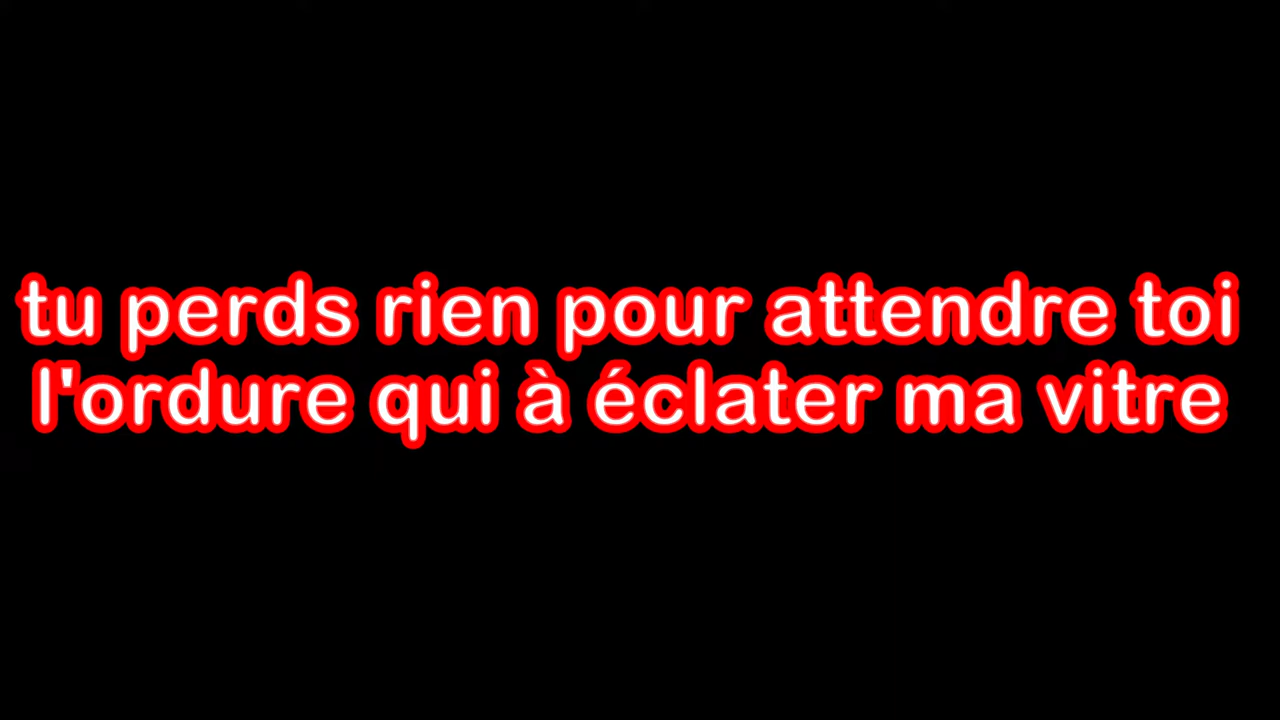 tu perds rien pour attendre toi
l'ordure qui à éclater ma vitre